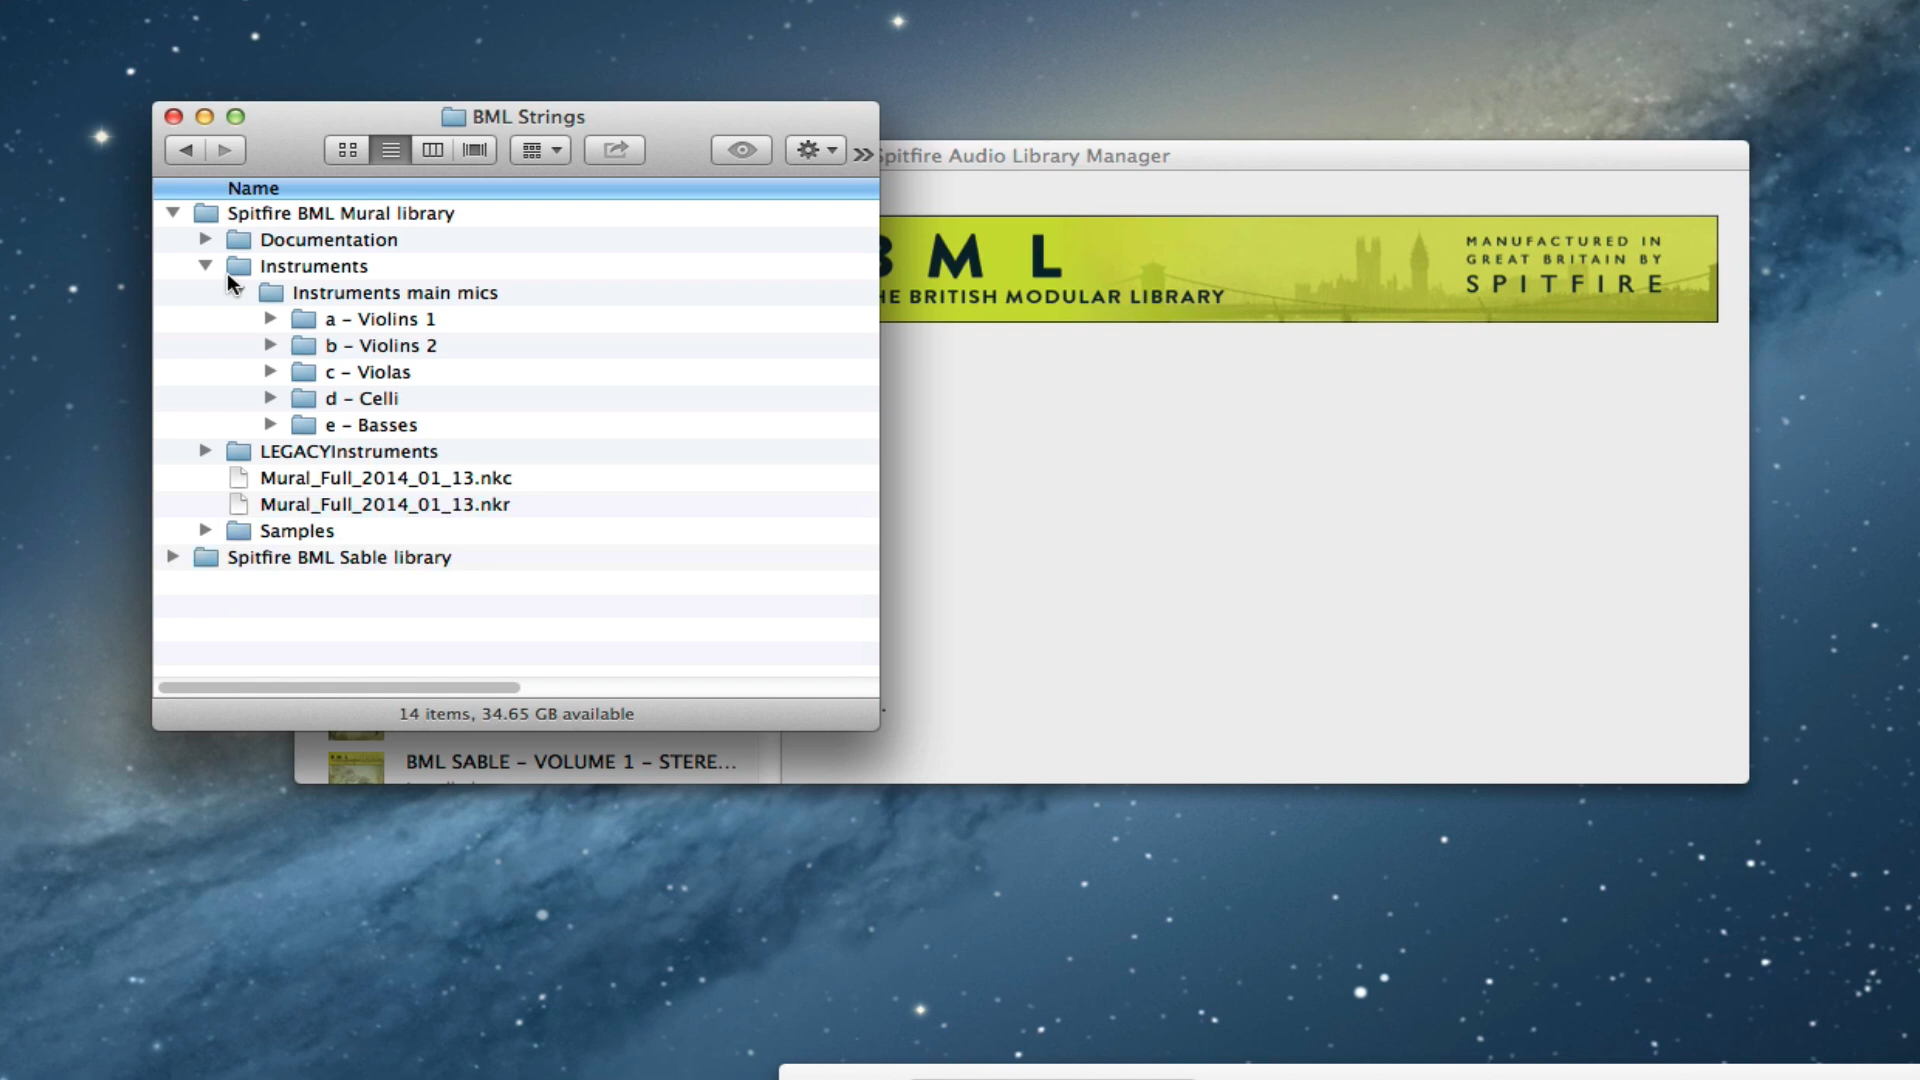 BML Strings
Name
Spitfire BML Mural library
Documentation
Instruments
Instruments main mics
a – Violins 1
b – Violins 2
c – Violas
d – Celli
e – Basses
LEGACYInstruments
Mural_Full_2014_01_13.nkc
Mural_Full_2014_01_13.nkr
Samples
Spitfire BML Sable library
14 items, 34.65 GB available
Spitfire Audio Library Manager
B M L
BRITISH MODULAR LIBRARY
MANUFACTURED IN
GREAT BRITAIN BY
SPITFIRE
BML SABLE – VOLUME 1 – STERE...